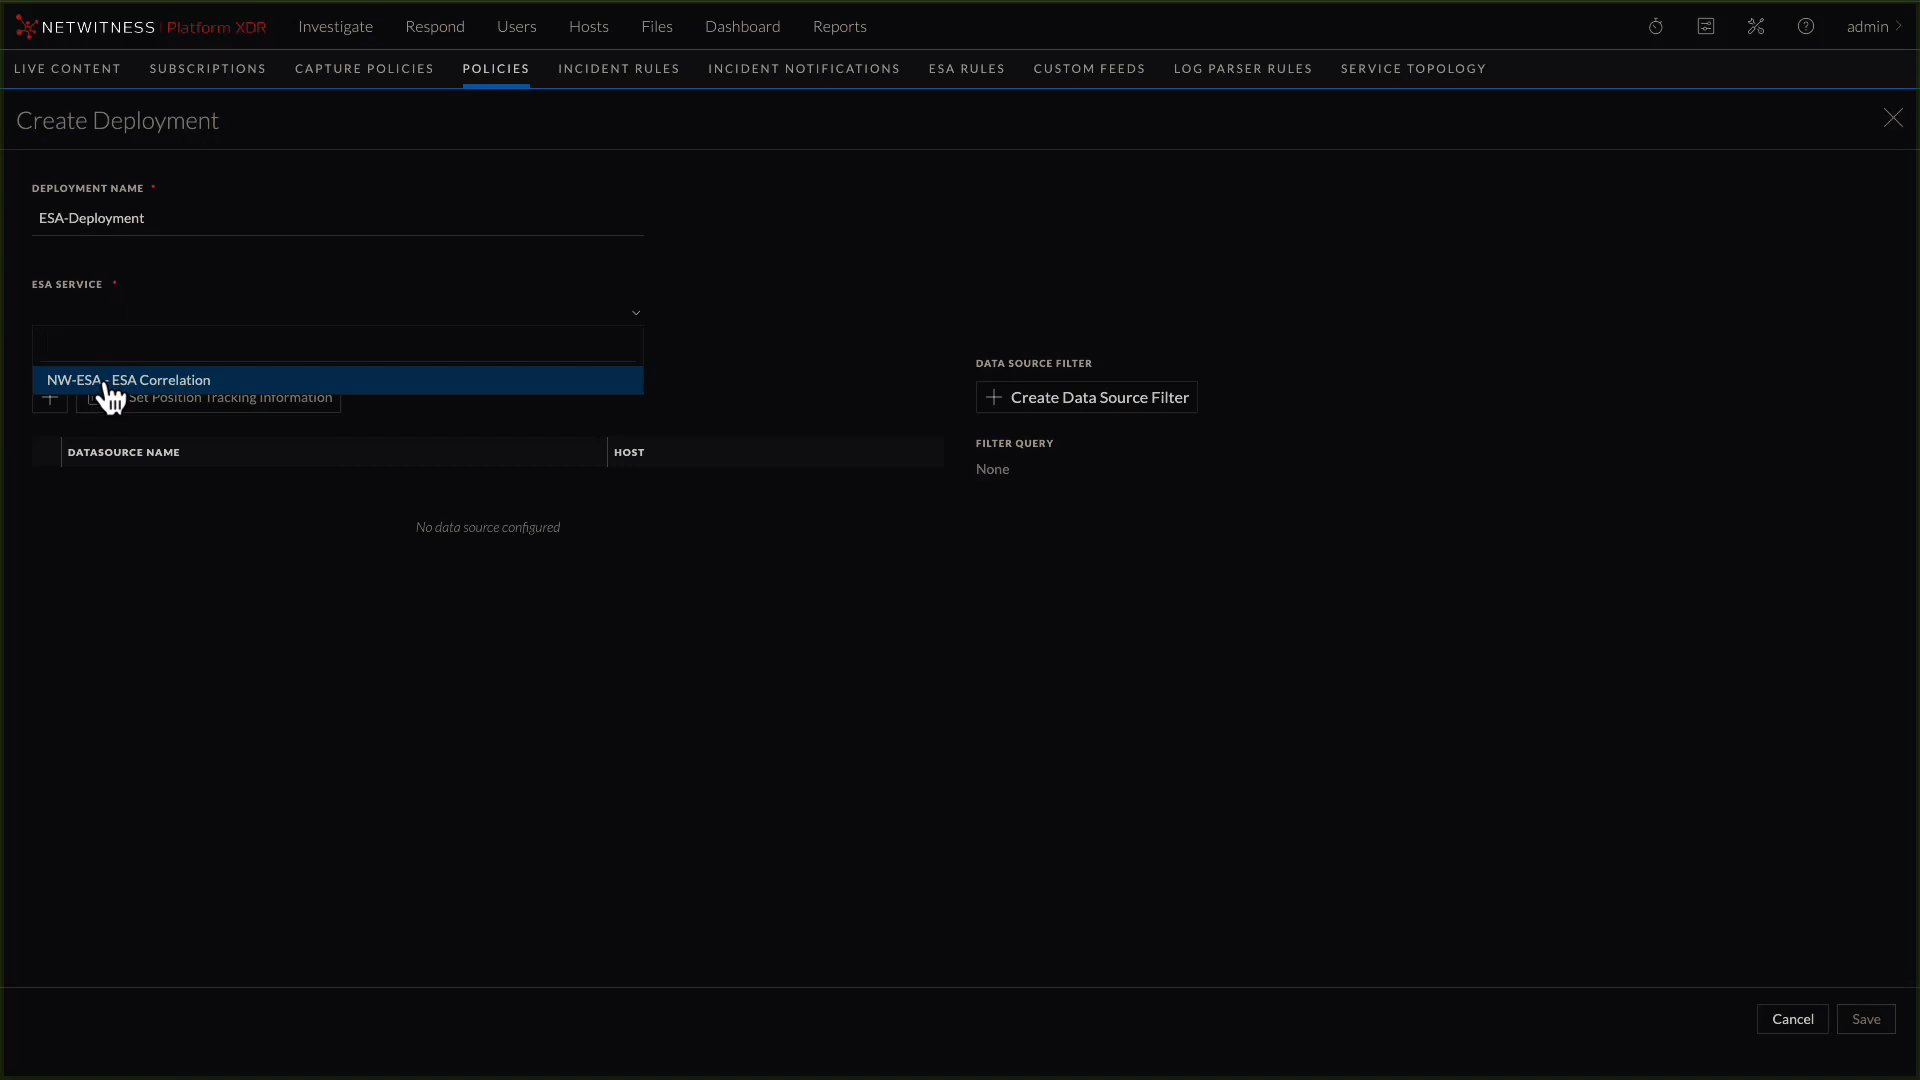 NETWITNESS | Platform XDR Investigate Respond Users Hosts Files Dashboard Reports admin
LIVE CONTENT SUBSCRIPTIONS CAPTURE POLICIES POLICIES INCIDENT RULES INCIDENT NOTIFICATIONS ESA RULES CUSTOM FEEDS LOG PARSER RULES SERVICE TOPOLOGY
Create Deployment
DEPLOYMENT NAME *
ESA-Deployment
ESA SERVICE *
NW-ESA - ESA Correlation
Set Position Tracking Information
DATASOURCE NAME HOST
No data source configured
DATA SOURCE FILTER
Create Data Source Filter
FILTER QUERY
None
Cancel Save